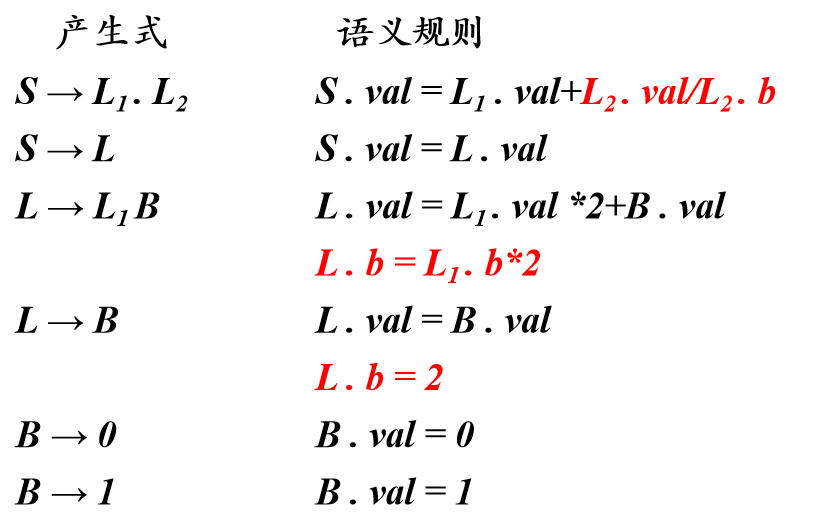 产生式 语义规则
S → L₁ . L₂ S . val = L₁ . val+L₂ . val/L₂ . b
S → L S . val = L . val
L → L₁ B L . val = L₁ . val *2+B . val
L . b = L₁ . b*2
L → B L . val = B . val
L . b = 2
B → 0 B . val = 0
B → 1 B . val = 1